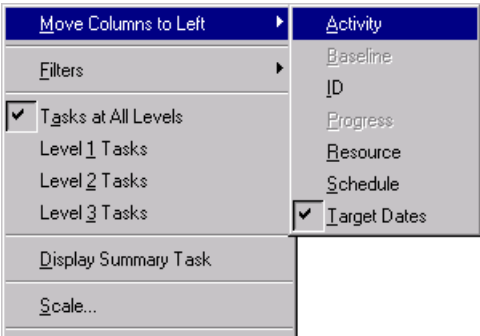 Move Columns to Left
Filters
Tasks at All Levels
Level 1 Tasks
Level 2 Tasks
Level 3 Tasks
Display Summary Task
Scale...
Activity
Baseline
ID
Progress
Resource
Schedule
Target Dates